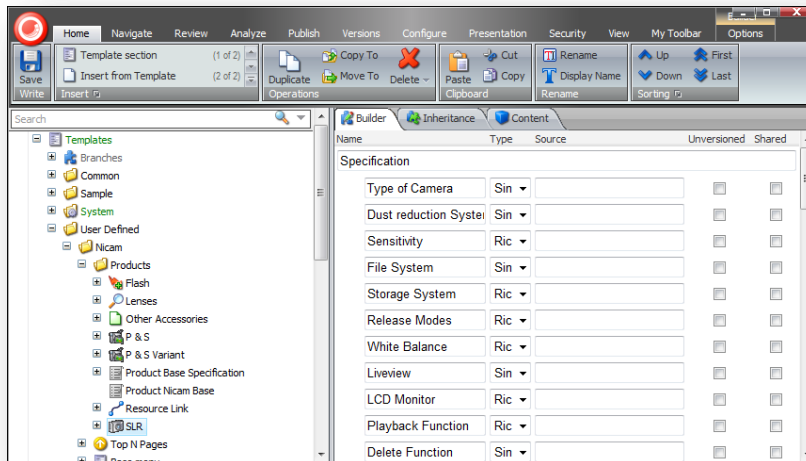 Home Navigate Review Analyze Publish Versions Configure Presentation Security View My Toolbar Options
Save
Write
Template section (1 of 2)
Insert from Template (2 of 2)
Insert
Duplicate
Copy To
Move To
Delete
Operations
Paste
Cut
Copy
Clipboard
Rename
Display Name
Rename
Up First
Down Last
Sorting
Search
Templates
Branches
Common
Sample
System
User Defined
Nicam
Products
Flash
Lenses
Other Accessories
P & S
P & S Variant
Product Base Specification
Product Nicam Base
Resource Link
SLR
Top N Pages
Builder Inheritance Content
Name Type Source Unversioned Shared
Specification
Type of Camera Sin
Dust reduction Syster Sin
Sensitivity Ric
File System Sin
Storage System Ric
Release Modes Ric
White Balance Ric
Liveview Sin
LCD Monitor Ric
Playback Function Ric
Delete Function Sin